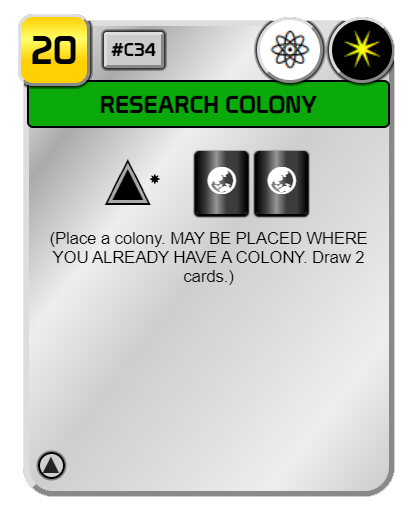 20
#C34
RESEARCH COLONY
*
(Place a colony. MAY BE PLACED WHERE
YOU ALREADY HAVE A COLONY. Draw 2
cards.)